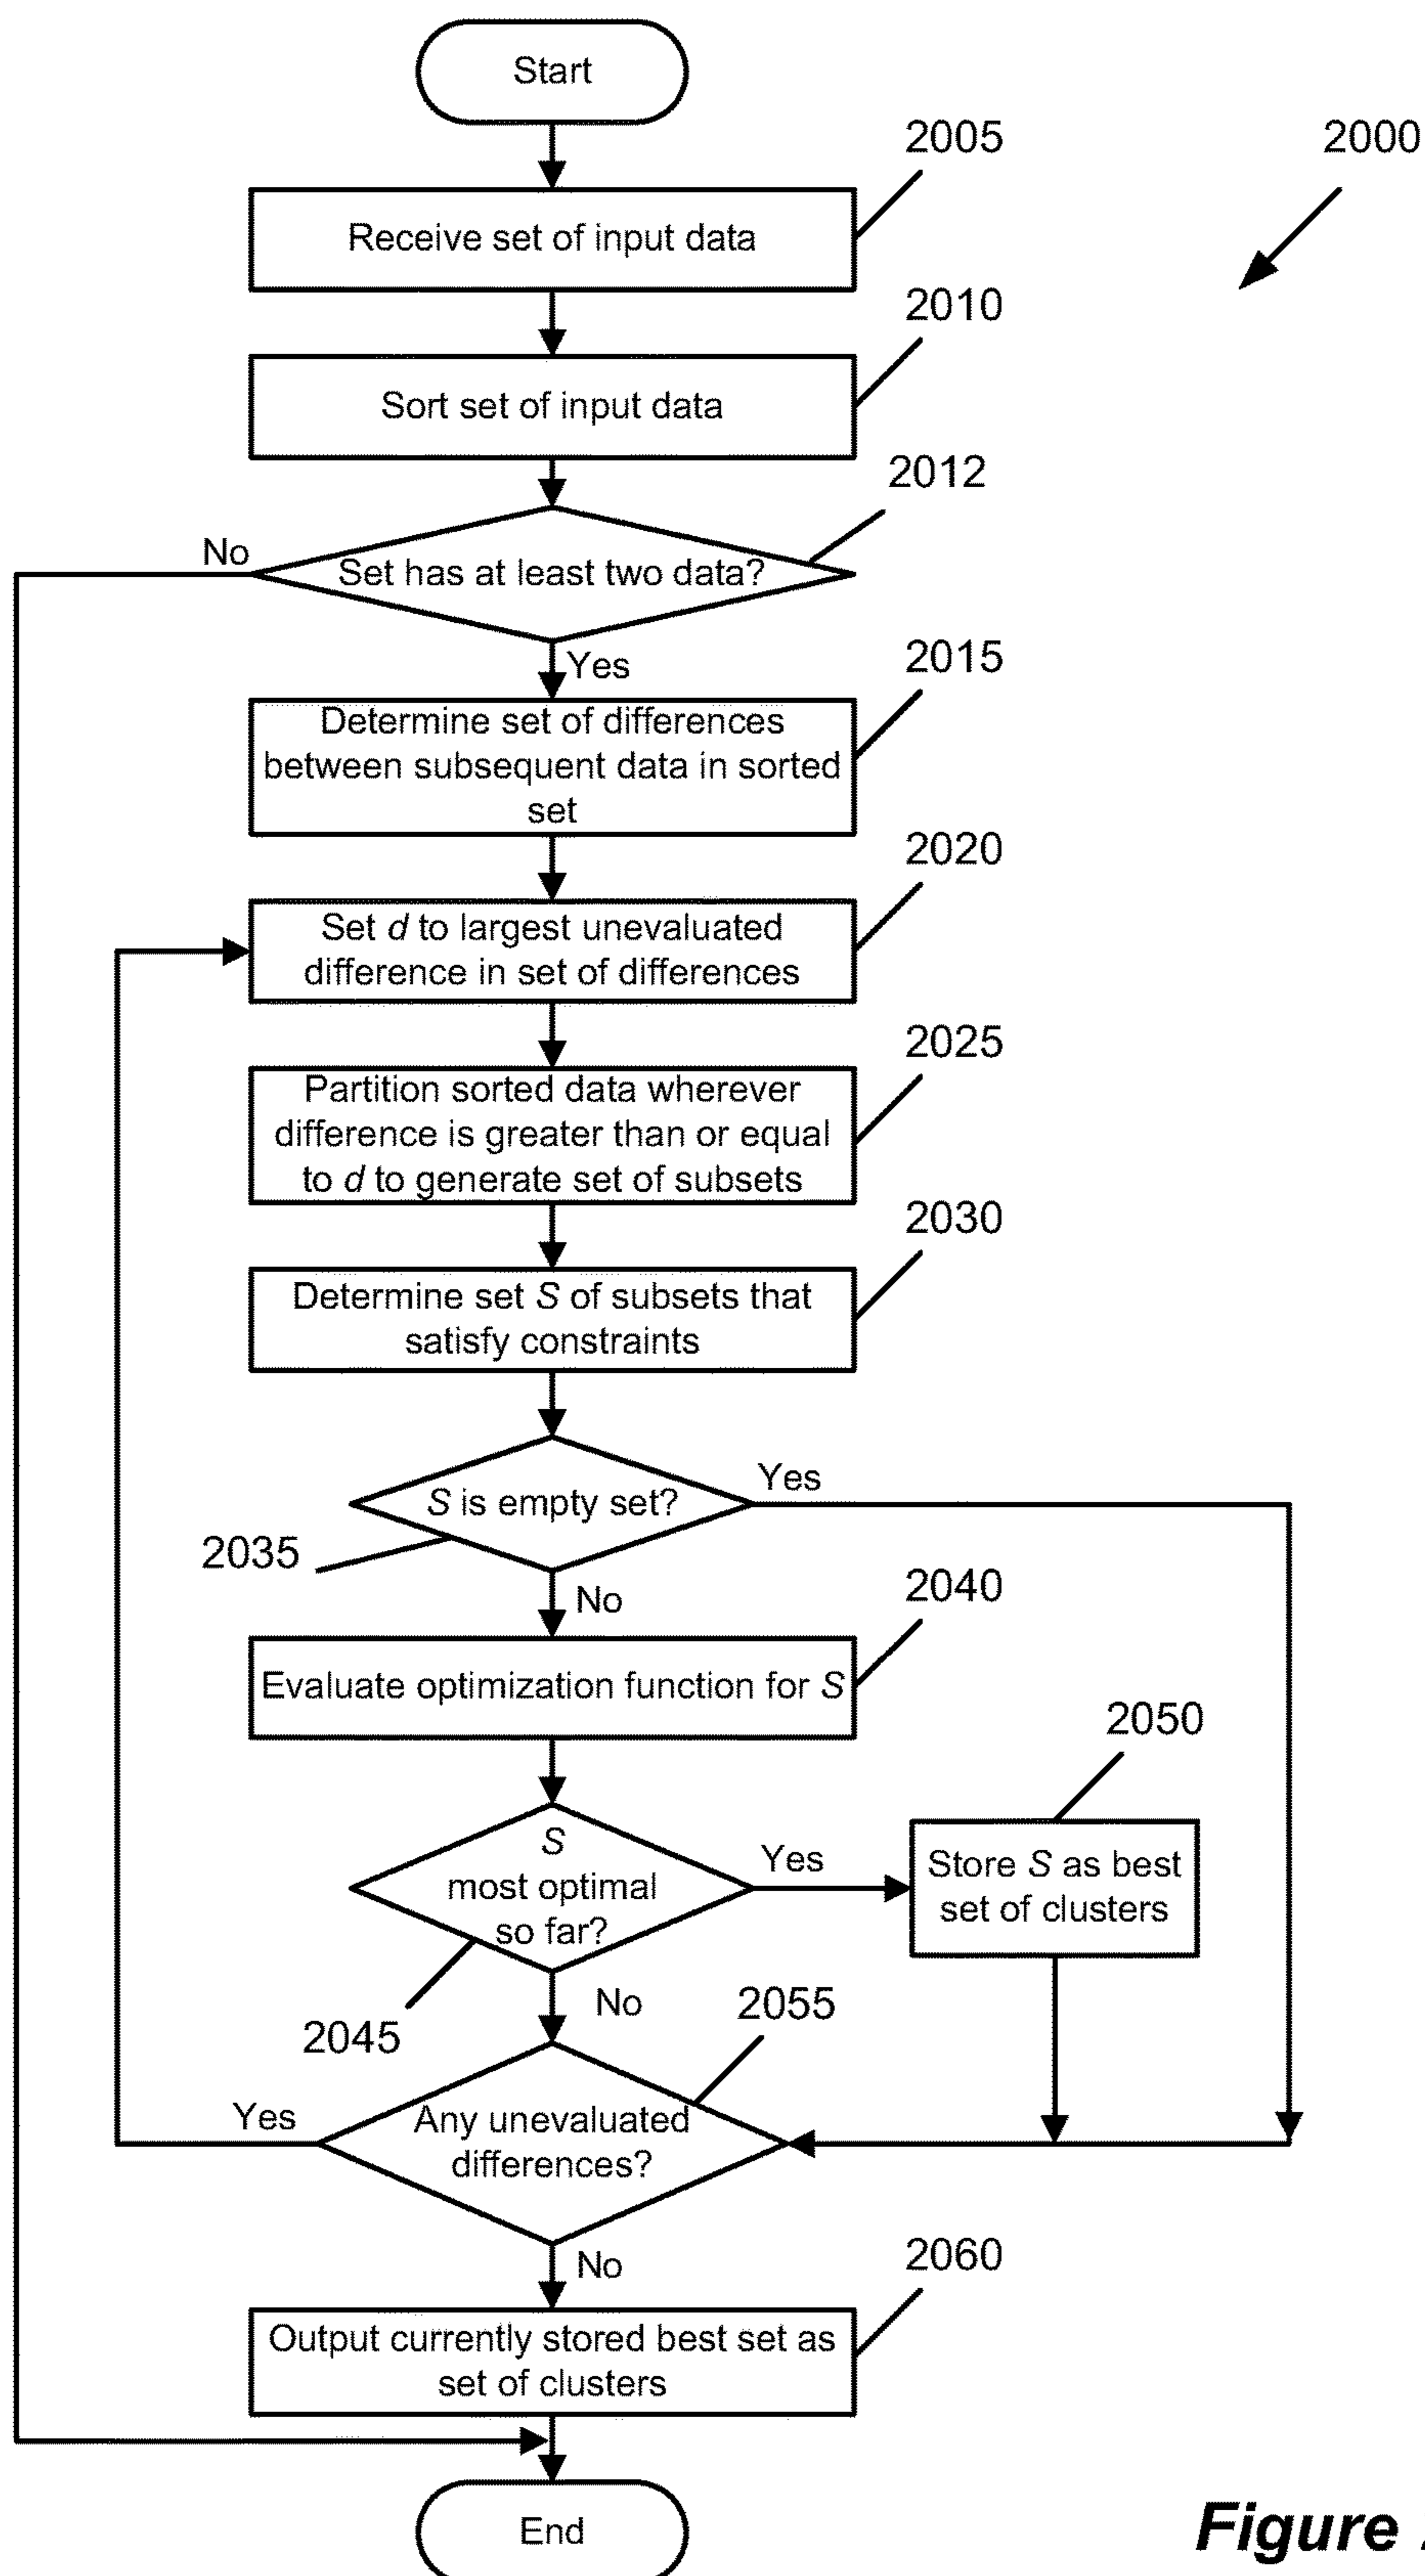 Start
2005
2000
Receive set of input data
2010
Sort set of input data
2012
No
Set has at least two data?
Yes
2015
Determine set of differences
between subsequent data in sorted
set
2020
Set d to largest unevaluated
difference in set of differences
2025
Partition sorted data wherever
difference is greater than or equal
to d to generate set of subsets
2030
Determine set S of subsets that
satisfy constraints
Yes
S is empty set?
2035
No
2040
Evaluate optimization function for S
2050
S
most optimal
so far?
Yes
Store S as best
set of clusters
No
2055
2045
Yes
Any unevaluated
differences?
No
2060
Output currently stored best set as
set of clusters
End
Figure